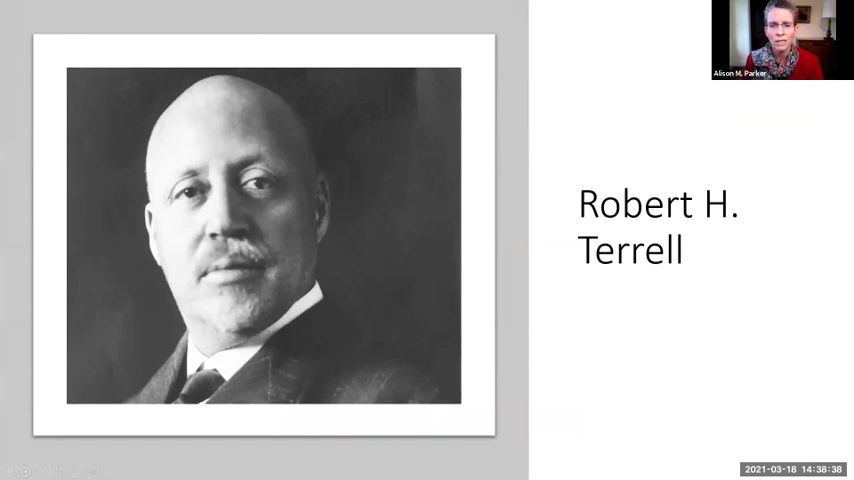 Alison M. Parker
Robert H.
Terrell
2021-03-18 14:38:38